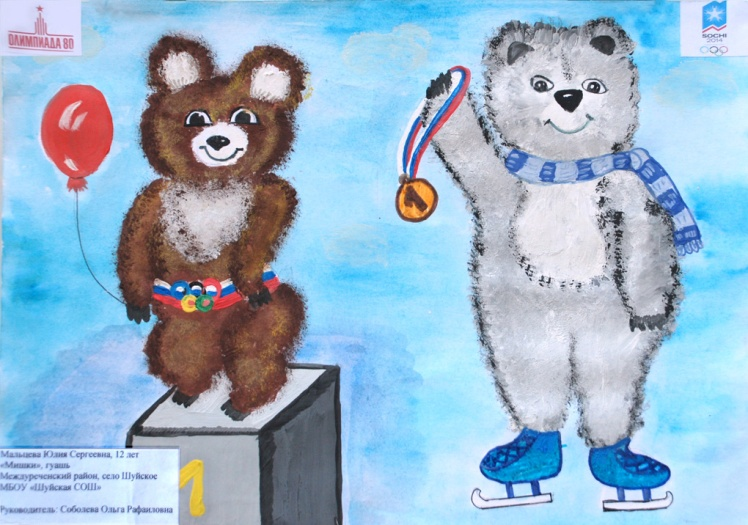 ОЛИМПИАДА 80
SOCHI
2014
1
1
Мальцева Юлия Сергеевна, 12 лет
«Мишки», гуашь
Междуреченский район, село Шуйское
МБОУ «Шуйская СОШ»
Руководитель: Соболева Ольга Рафаиловна